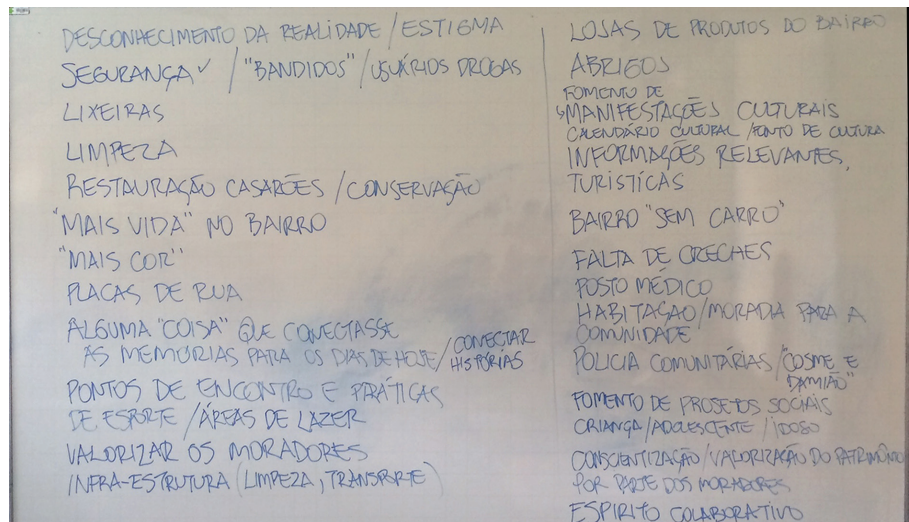 DESCONHECIMENTO DA REALIDADE / ESTIGMA
SEGURANÇA ✓ / "BANDIDOS" / USUÁRIOS DROGAS
LIXEIRAS
LIMPEZA
RESTAURAÇÃO CASARÕES / CONSERVAÇÃO
"MAIS VIDA" NO BAIRRO
"MAIS COR"
PLACAS DE RUA
ALGUMA "COISA" QUE CONECTASSE
AS MEMÓRIAS PARA OS DIAS DE HOJE / CONECTAR
HISTÓRIAS
PONTOS DE ENCONTRO E PRÁTICAS
DE ESPORTE / ÁREAS DE LAZER
VALORIZAR OS MORADORES
INFRA-ESTRUTURA (LIMPEZA, TRANSPORTE)
LOJAS DE PRODUTOS DO BAIRRO
ABRIGOS
FOMENTO DE
MANIFESTAÇÕES CULTURAIS
CALENDÁRIO CULTURAL / PONTO DE CULTURA
INFORMAÇÕES RELEVANTES,
TURISTÍCAS
BAIRRO "SEM CARRO"
FALTA DE CRECHES
POSTO MÉDICO
HABITAÇÃO / MORADIA PARA A
COMUNIDADE
POLICIA COMUNITÁRIAS / "COSME E
DAMIÃO"
FOMENTO DE PROJETOS SOCIAIS
CRIANÇA / ADOLESCENTE / IDOSO
CONSCIENTIZAÇÃO / VALORIZAÇÃO DO PATRIMÔNIO
POR PARTE DOS MORADORES
ESPIRITO COLABORATIVO